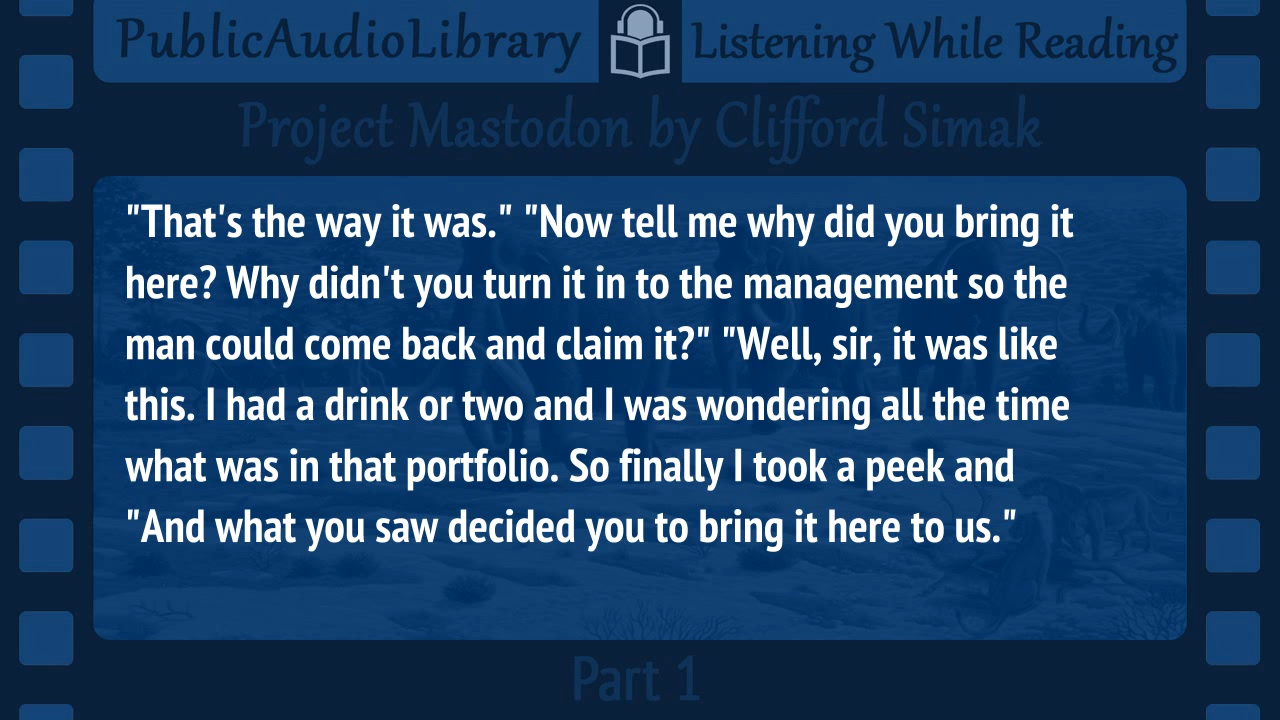 PublicAudioLibrary Listening While Reading
Project Mastodon by Clifford Simak
"That's the way it was." "Now tell me why did you bring it
here? Why didn't you turn it in to the management so the
man could come back and claim it?" "Well, sir, it was like
this. I had a drink or two and I was wondering all the time
what was in that portfolio. So finally I took a peek and
"And what you saw decided you to bring it here to us."
Part 1